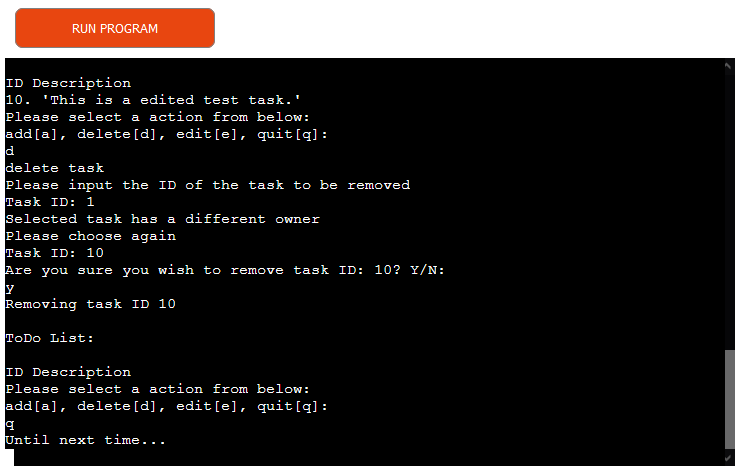 RUN PROGRAM
ID Description
10. 'This is a edited test task.'
Please select a action from below:
add[a], delete[d], edit[e], quit[q]:
d
delete task
Please input the ID of the task to be removed
Task ID: 1
Selected task has a different owner
Please choose again
Task ID: 10
Are you sure you wish to remove task ID: 10? Y/N:
y
Removing task ID 10
ToDo List:
ID Description
Please select a action from below:
add[a], delete[d], edit[e], quit[q]:
q
Until next time...